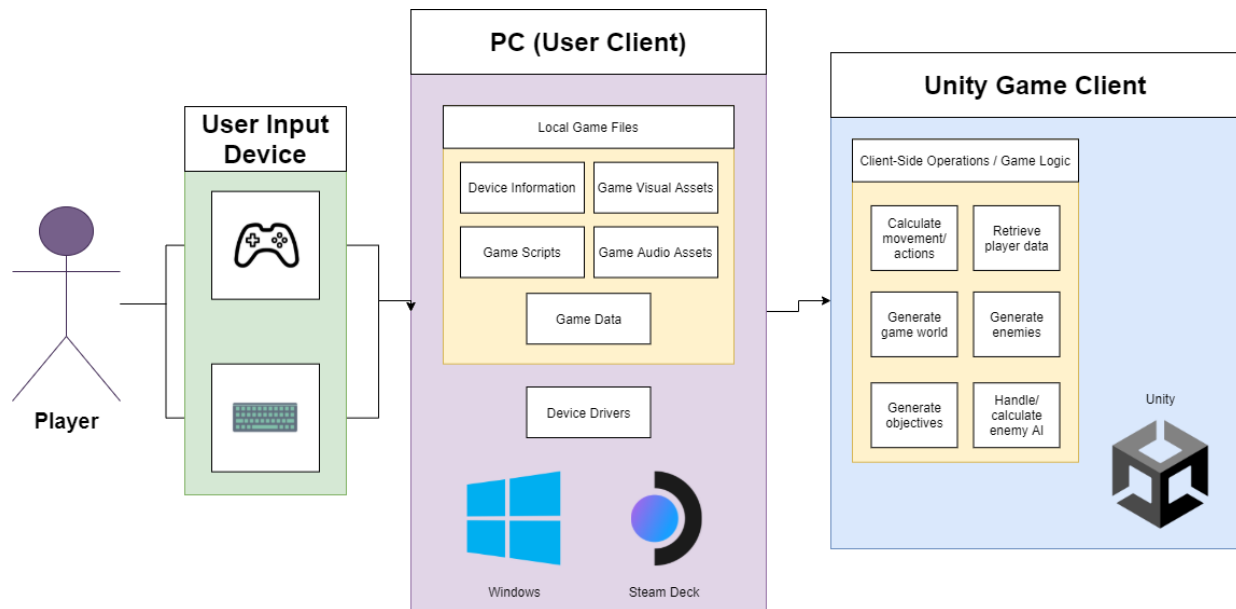 Player
User Input
Device
PC (User Client)
Local Game Files
Device Information
Game Visual Assets
Game Scripts
Game Audio Assets
Game Data
Device Drivers
Windows
Steam Deck
Unity Game Client
Client-Side Operations / Game Logic
Calculate
movement/
actions
Retrieve
player data
Generate
game world
Generate
enemies
Generate
objectives
Handle/
calculate
enemy AI
Unity